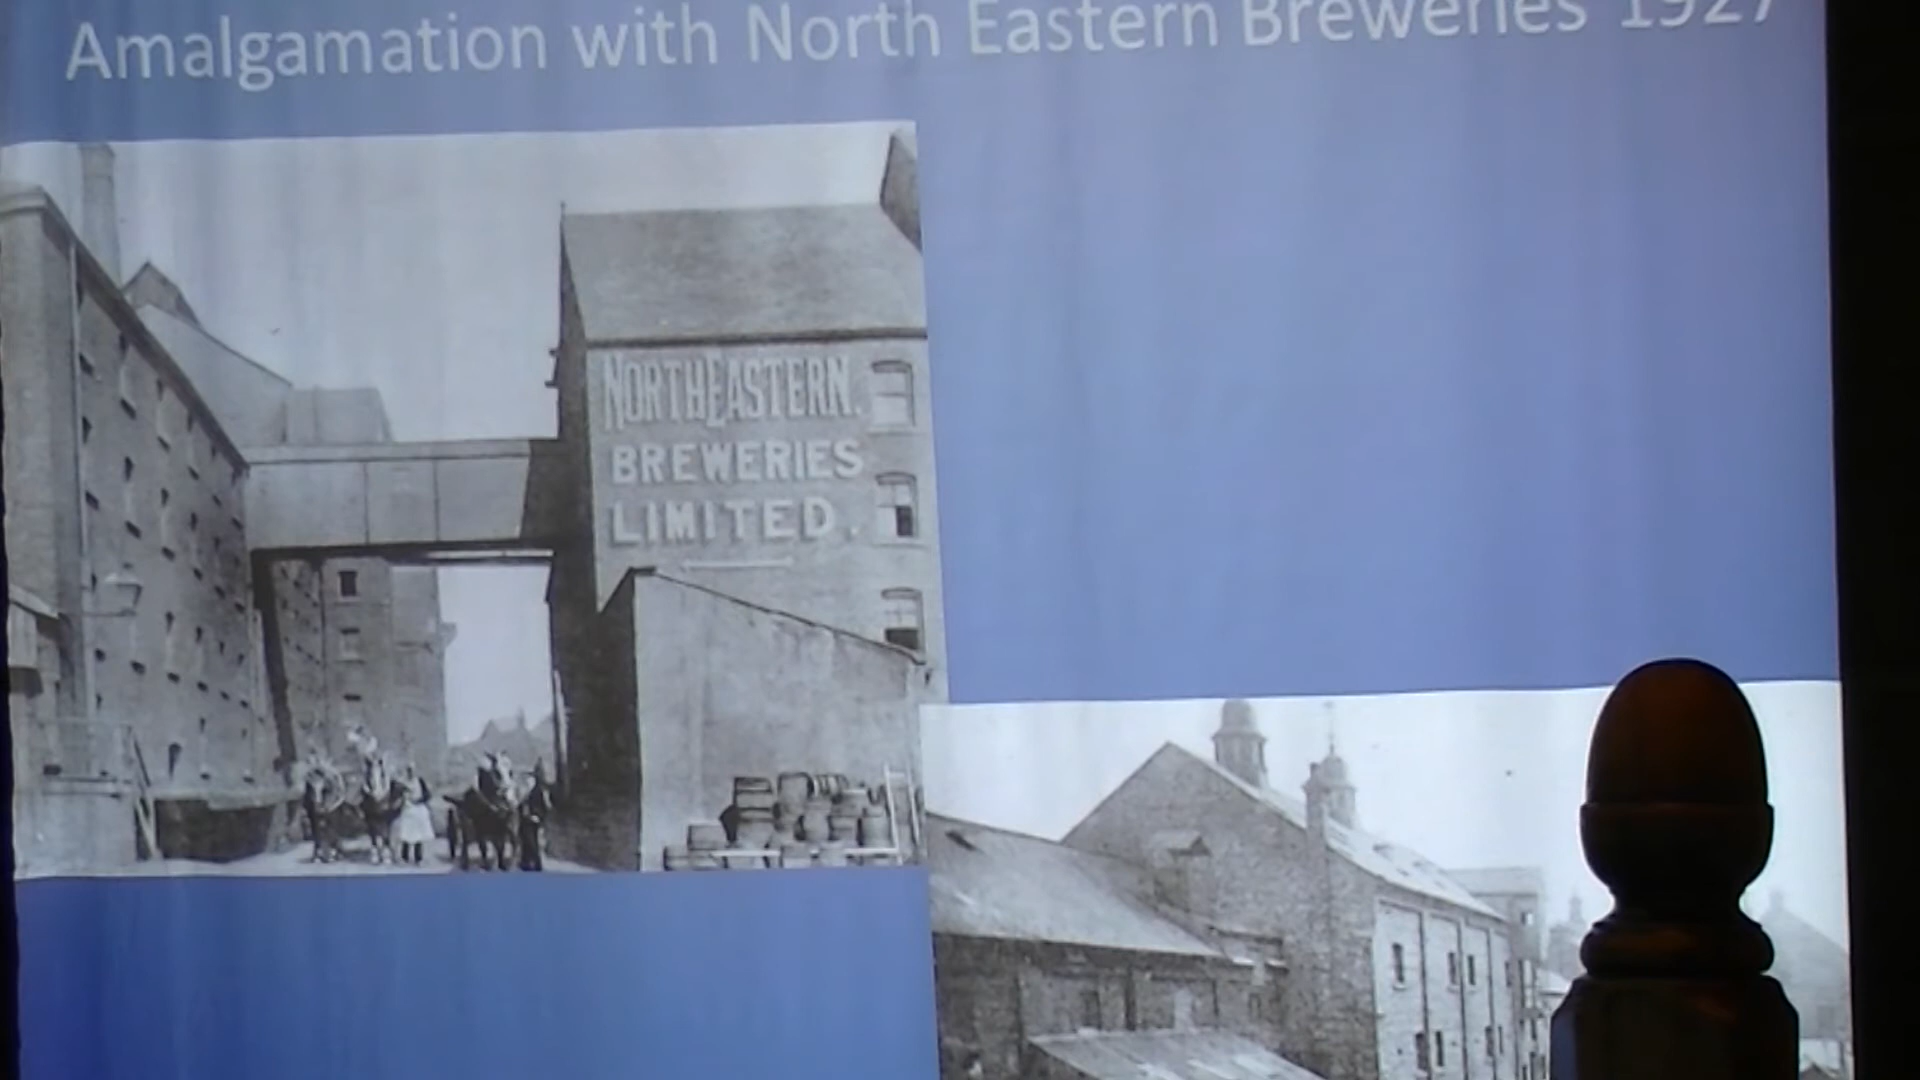 Amalgamation with North Eastern Breweries 1927
NORTH EASTERN.
BREWERIES
LIMITED.